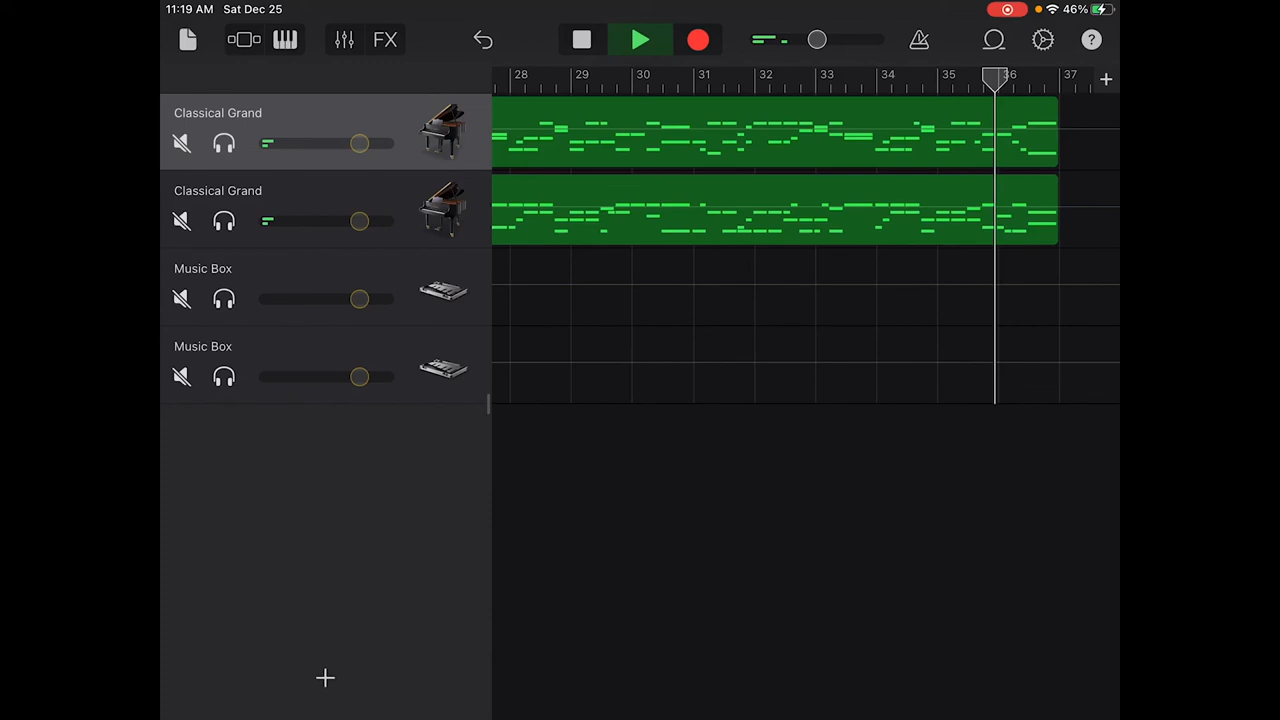 11:19 AM Sat Dec 25
46%
FX
?
28 29 30 31 32 33 34 35 36 37 +
Classical Grand
Classical Grand
Music Box
Music Box
+